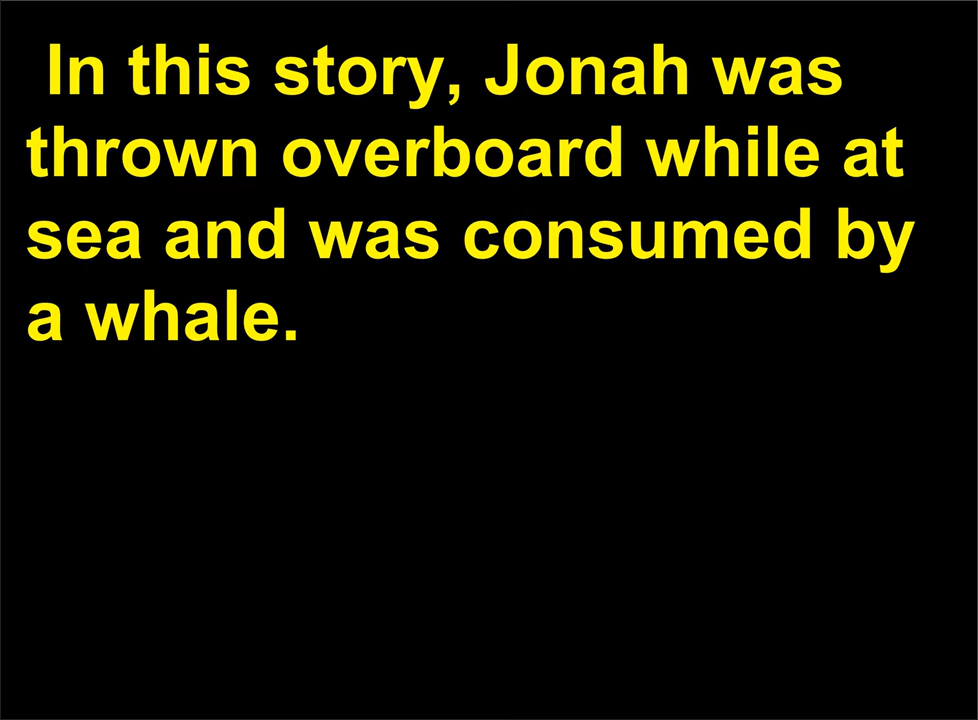 In this story, Jonah was
thrown overboard while at
sea and was consumed by
a whale.